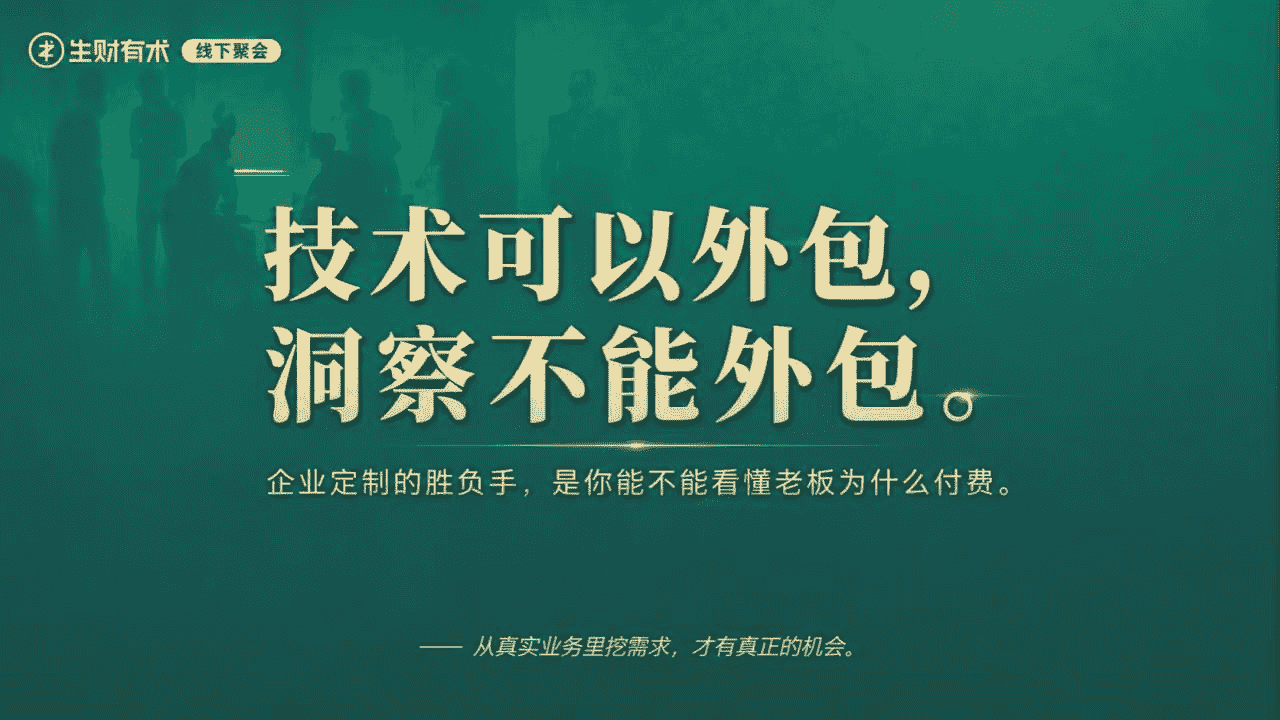 生财有术 线下聚会
技术可以外包，
洞察不能外包。
企业定制的胜负手，是你能不能看懂老板为什么付费。
—— 从真实业务里挖需求，才有真正的机会。